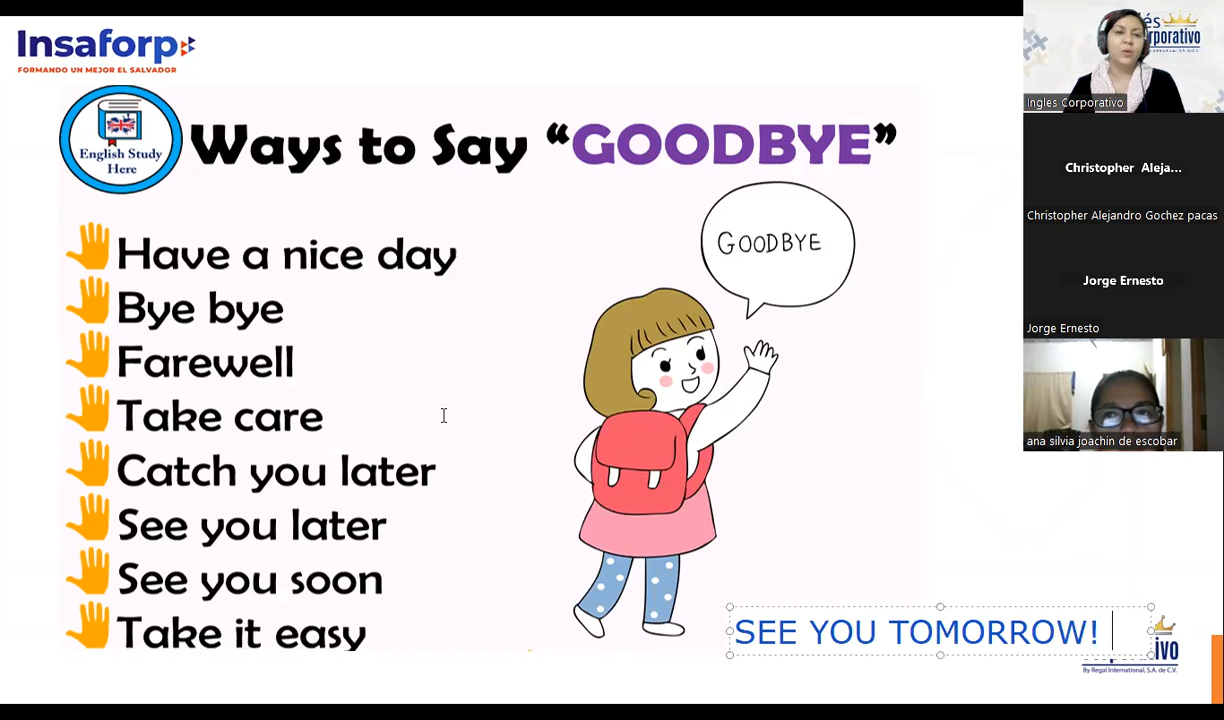 Insaforp
FORMANDO UN MEJOR EL SALVADOR
English Study
Here
Ways to Say “GOODBYE”
GOODBYE
Have a nice day
Bye bye
Farewell
Take care
Catch you later
See you later
See you soon
Take it easy
SEE YOU TOMORROW!
By Regal International, S.A. de C.V.
Ingles Corporativo
Christopher Aleja...
Christopher Alejandro Gochez pacas
Jorge Ernesto
Jorge Ernesto
ana silvia joachin de escobar